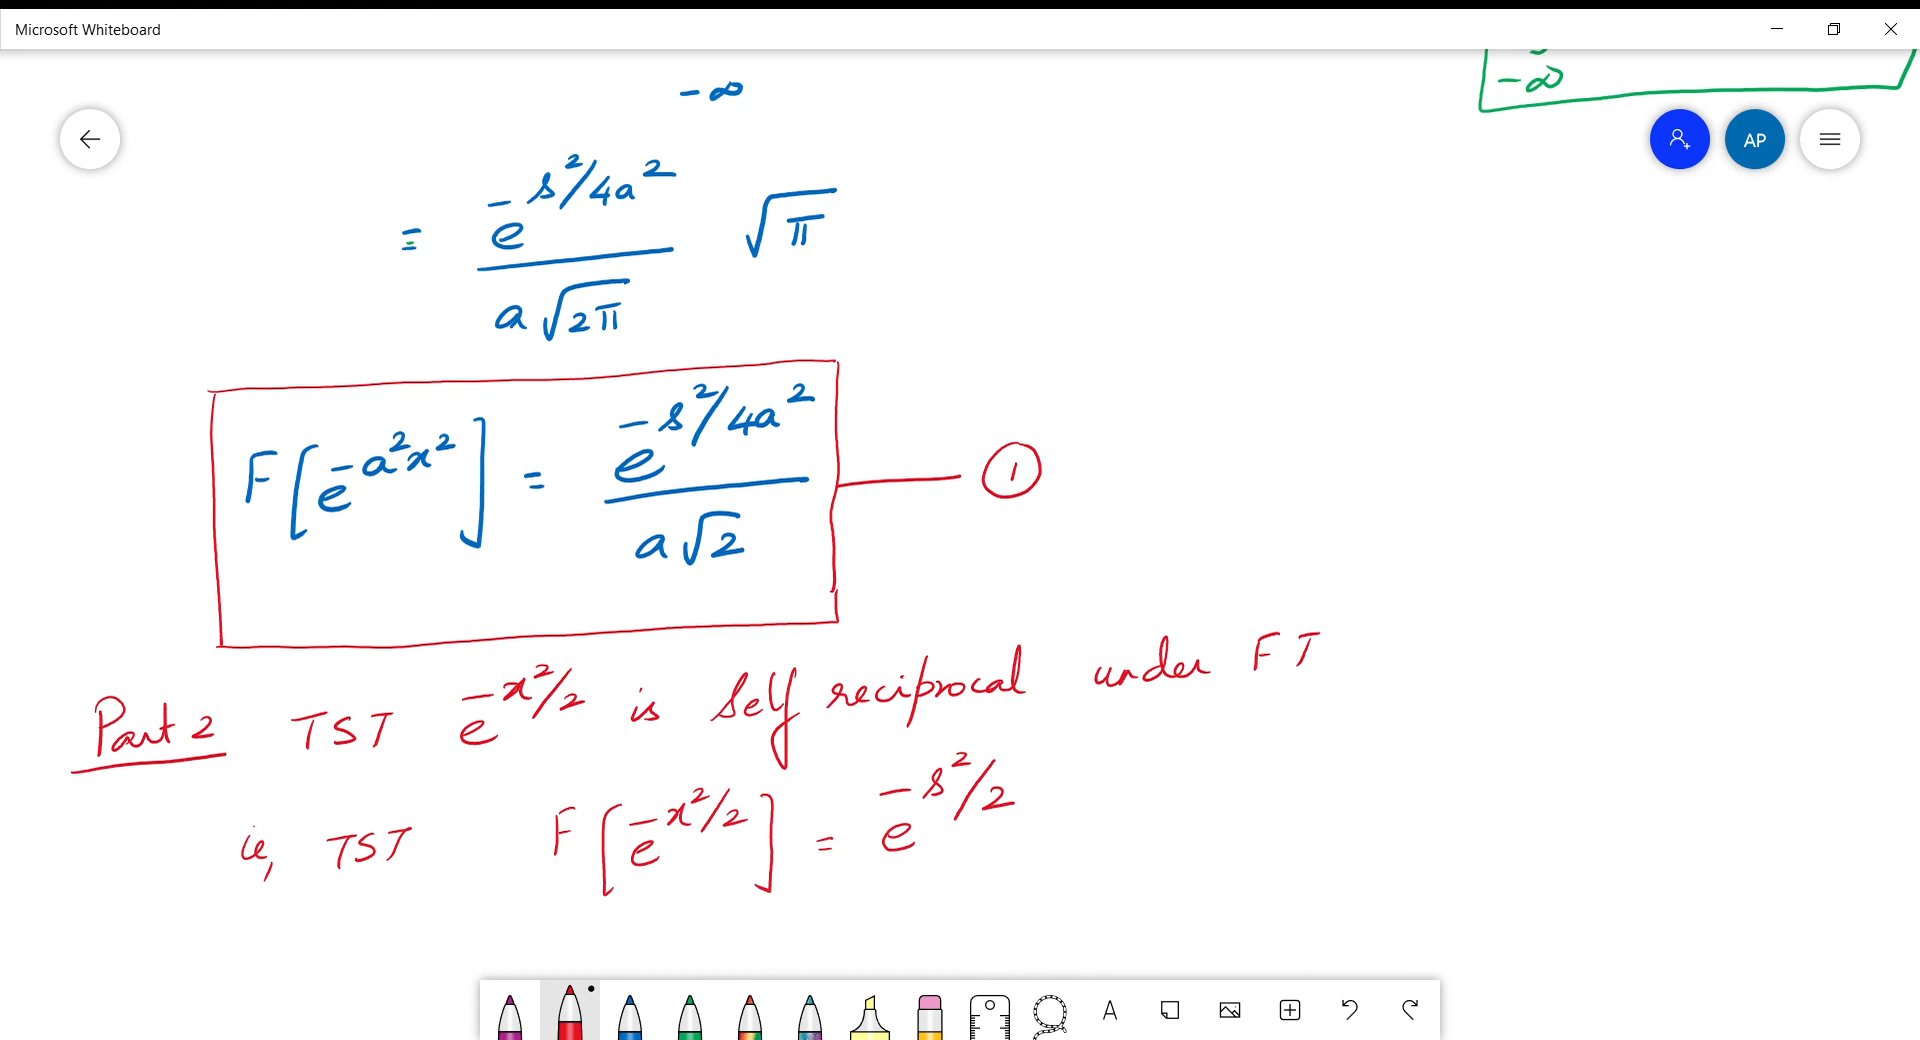 Microsoft Whiteboard
-∞
-∞
AP
= e^{-s²/4a²} / a√2π √π
F[e^{-a²x²}] = e^{-s²/4a²} / a√2 ①
Part 2 TST e^{-x²/2} is Self reciprocal under FT
ie, TST F[e^{-x²/2}] = e^{-s²/2}
A